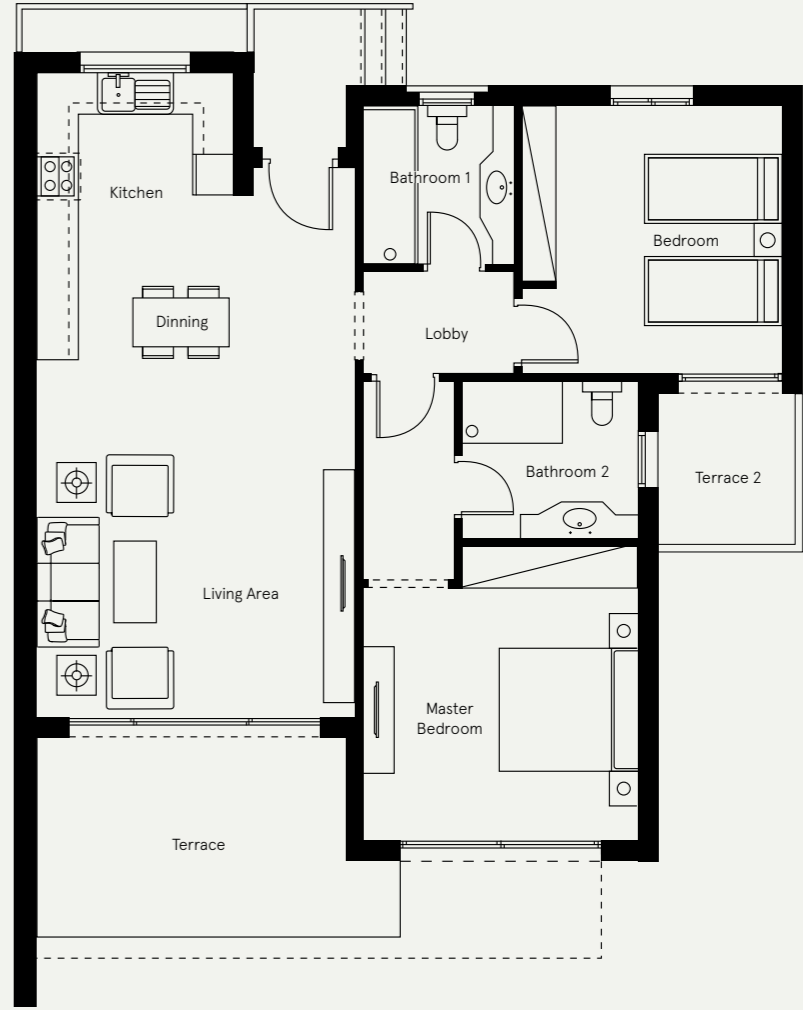 Kitchen
Bathroom 1
Bedroom
Dinning
Lobby
Bathroom 2
Terrace 2
Living Area
Master
Bedroom
Terrace